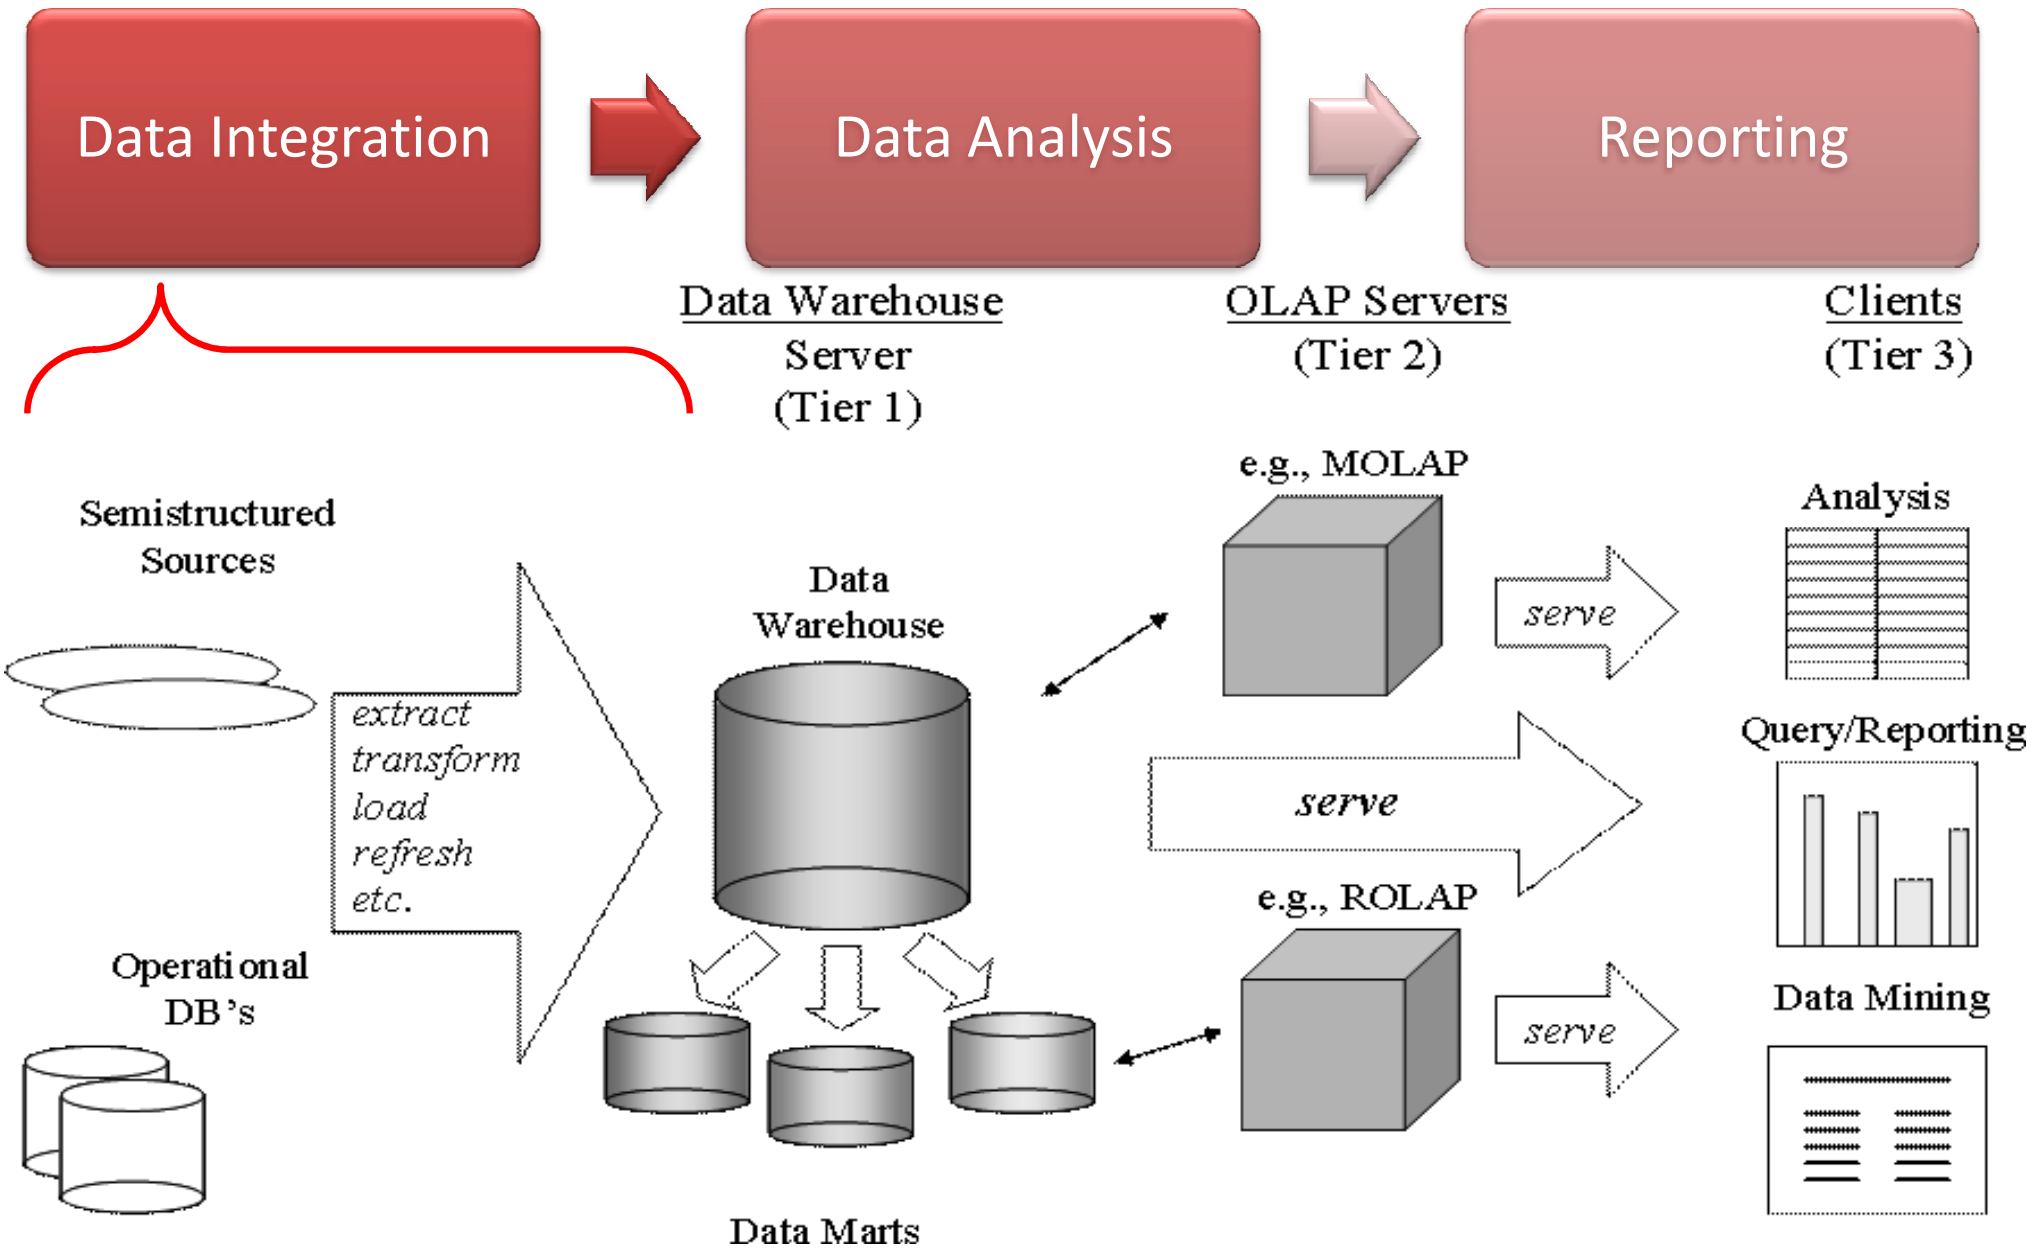 Data Integration
Data Analysis
Reporting
Data Warehouse
Server
(Tier 1)
OLAP Servers
(Tier 2)
Clients
(Tier 3)
Semistructured
Sources
extract
transform
load
refresh
etc.
Operational
DB's
Data
Warehouse
Data Marts
e.g., MOLAP
serve
serve
e.g., ROLAP
serve
Analysis
Query/Reporting
Data Mining